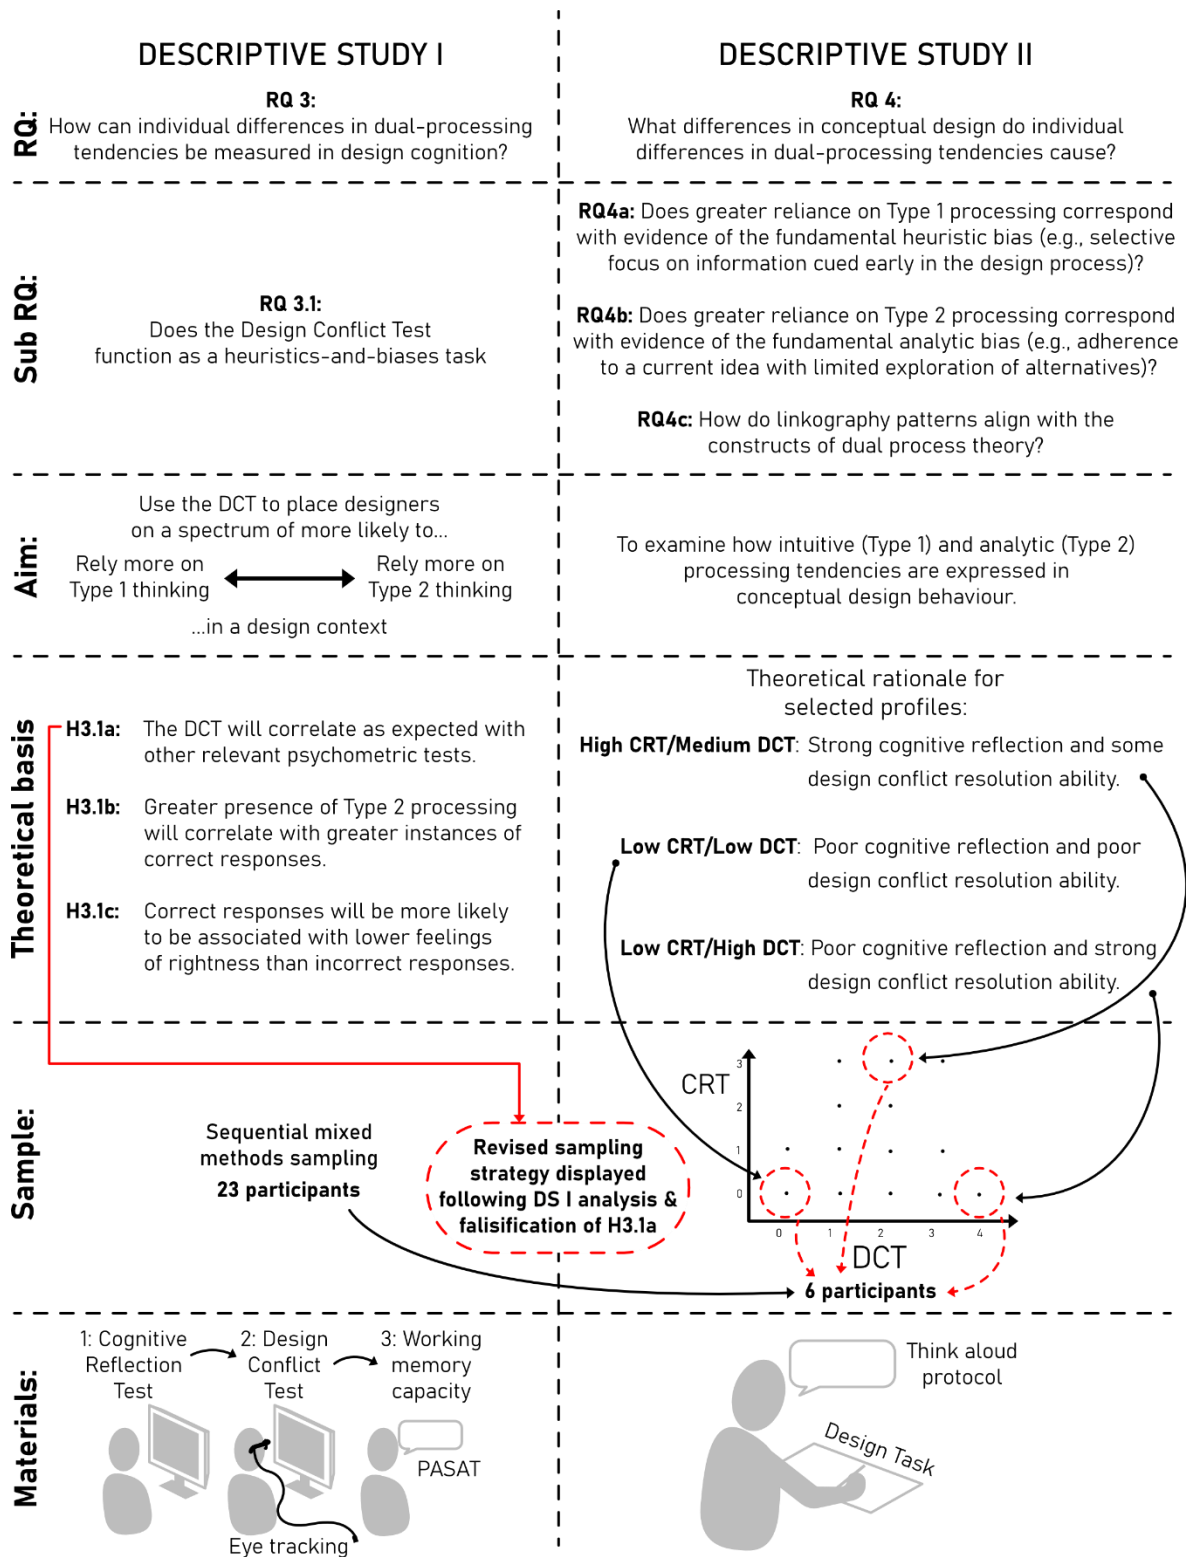 DESCRIPTIVE STUDY I
DESCRIPTIVE STUDY II
RQ:
RQ 3:
How can individual differences in dual-processing
tendencies be measured in design cognition?
RQ 4:
What differences in conceptual design do individual
differences in dual-processing tendencies cause?
Sub RQ:
RQ 3.1:
Does the Design Conflict Test
function as a heuristics-and-biases task
RQ4a: Does greater reliance on Type 1 processing correspond
with evidence of the fundamental heuristic bias (e.g., selective
focus on information cued early in the design process)?
RQ4b: Does greater reliance on Type 2 processing correspond
with evidence of the fundamental analytic bias (e.g., adherence
to a current idea with limited exploration of alternatives)?
RQ4c: How do linkography patterns align with the
constructs of dual process theory?
Aim:
Use the DCT to place designers
on a spectrum of more likely to...
Rely more on
Type 1 thinking
Rely more on
Type 2 thinking
...in a design context
To examine how intuitive (Type 1) and analytic (Type 2)
processing tendencies are expressed in
conceptual design behaviour.
Theoretical basis
H3.1a: The DCT will correlate as expected with
other relevant psychometric tests.
H3.1b: Greater presence of Type 2 processing
will correlate with greater instances of
correct responses.
H3.1c: Correct responses will be more likely
to be associated with lower feelings
of rightness than incorrect responses.
Theoretical rationale for
selected profiles:
High CRT/Medium DCT: Strong cognitive reflection and some
design conflict resolution ability.
Low CRT/Low DCT: Poor cognitive reflection and poor
design conflict resolution ability.
Low CRT/High DCT: Poor cognitive reflection and strong
design conflict resolution ability.
Sample:
Sequential mixed
methods sampling
23 participants
Revised sampling
strategy displayed
following DS I analysis &
falisification of H3.1a
CRT
3
2
1
0
0 1 2 3 4
DCT
6 participants
Materials:
1: Cognitive
Reflection
Test
2: Design
Conflict
Test
3: Working
memory
capacity
PASAT
Eye tracking
Think aloud
protocol
Design Task